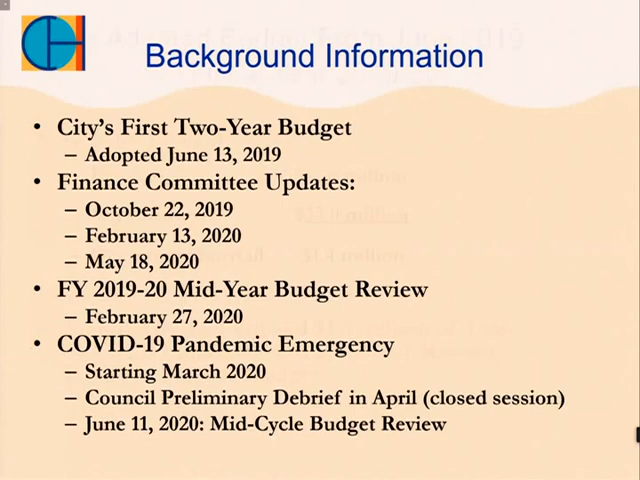 Background Information
• City's First Two-Year Budget
– Adopted June 13, 2019
• Finance Committee Updates:
– October 22, 2019
– February 13, 2020
– May 18, 2020
• FY 2019-20 Mid-Year Budget Review
– February 27, 2020
• COVID-19 Pandemic Emergency
– Starting March 2020
– Council Preliminary Debrief in April (closed session)
– June 11, 2020: Mid-Cycle Budget Review